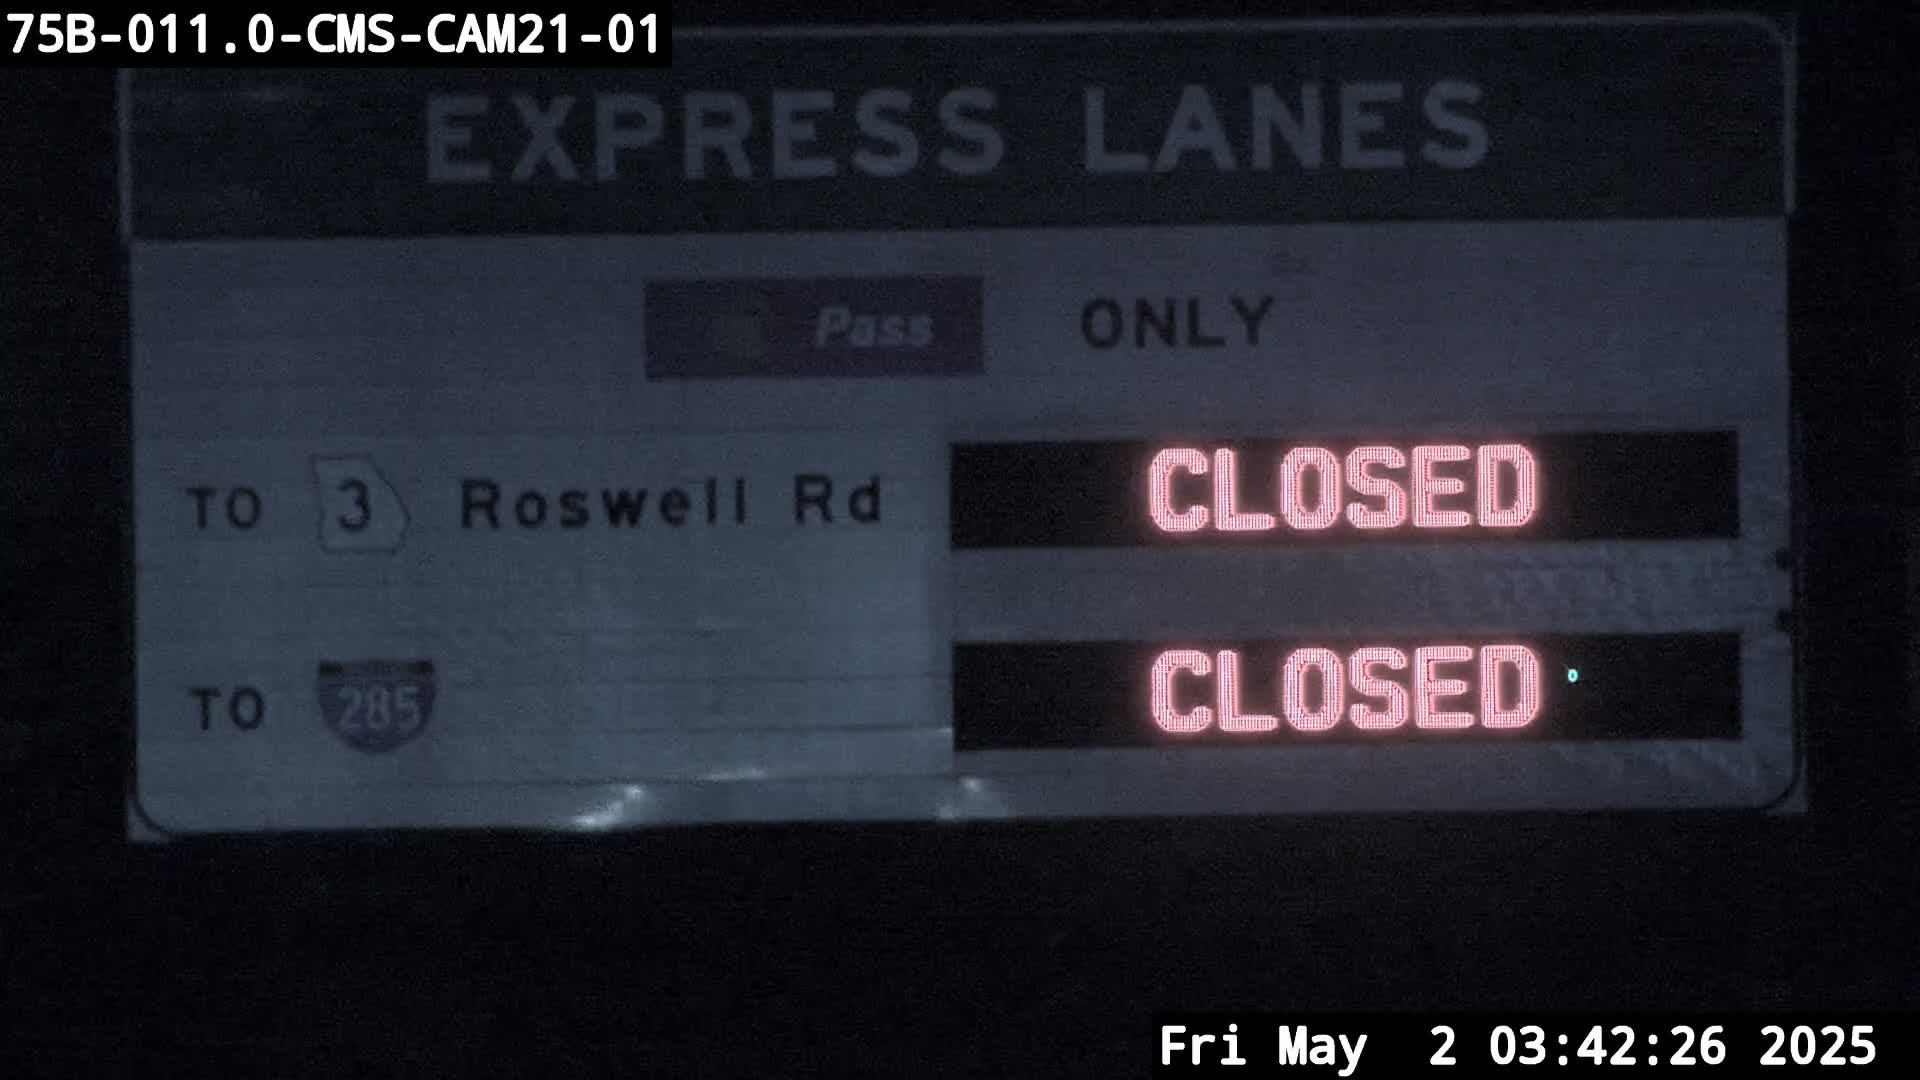 75B-011.0-CMS-CAM21-01
EXPRESS LANES
Pass ONLY
TO 3 Roswell Rd CLOSED
TO 285 CLOSED
Fri May 2 03:42:26 2025